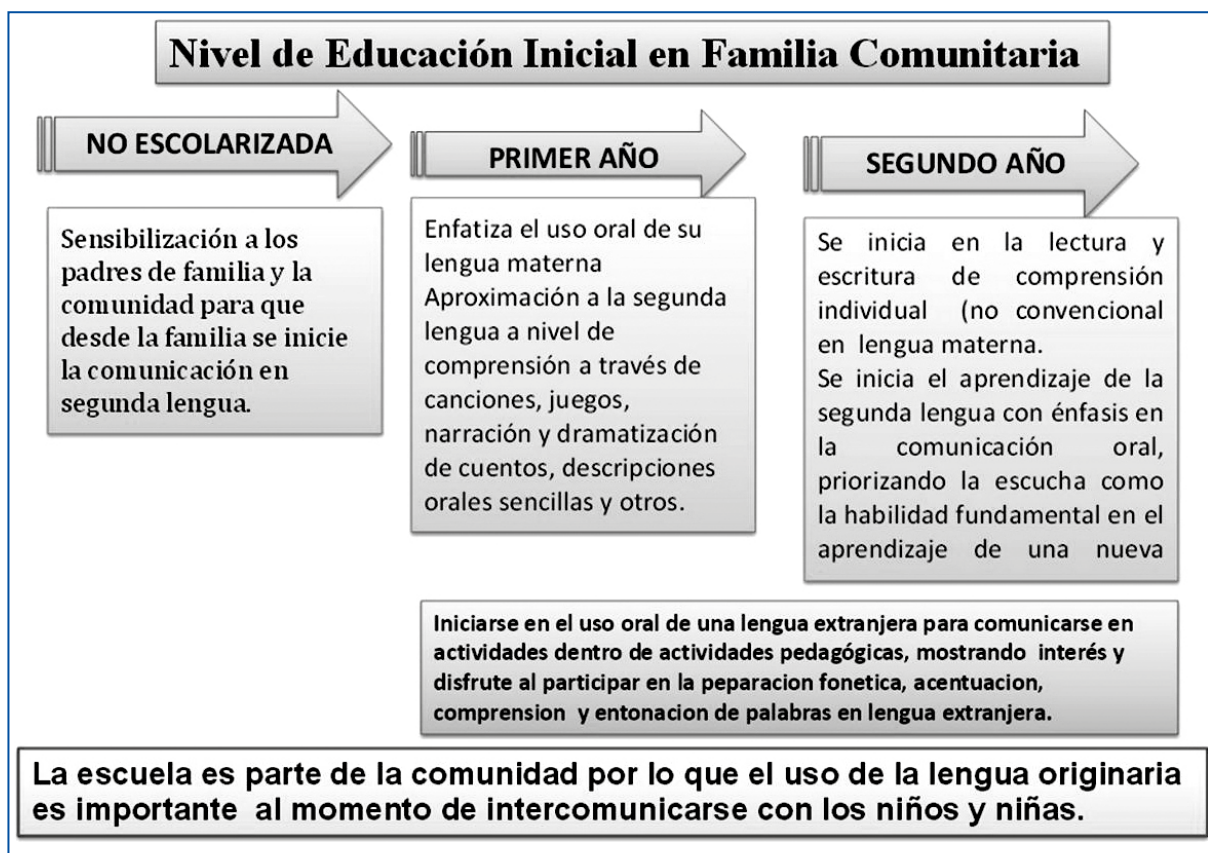 Nivel de Educación Inicial en Familia Comunitaria
NO ESCOLARIZADA
Sensibilización a los
padres de familia y la
comunidad para que
desde la familia se inicie
la comunicación en
segunda lengua.
PRIMER AÑO
Enfatiza el uso oral de su
lengua materna
Aproximación a la segunda
lengua a nivel de
comprensión a través de
canciones, juegos,
narración y dramatización
de cuentos, descripciones
orales sencillas y otros.
SEGUNDO AÑO
Se inicia en la lectura y
escritura de comprensión
individual (no convencional
en lengua materna.
Se inicia el aprendizaje de la
segunda lengua con énfasis en
la comunicación oral,
priorizando la escucha como
la habilidad fundamental en el
aprendizaje de una nueva
Iniciarse en el uso oral de una lengua extranjera para comunicarse en
actividades dentro de actividades pedagógicas, mostrando interés y
disfrute al participar en la peparacion fonetica, acentuacion,
comprension y entonacion de palabras en lengua extranjera.
La escuela es parte de la comunidad por lo que el uso de la lengua originaria
es importante al momento de intercomunicarse con los niños y niñas.